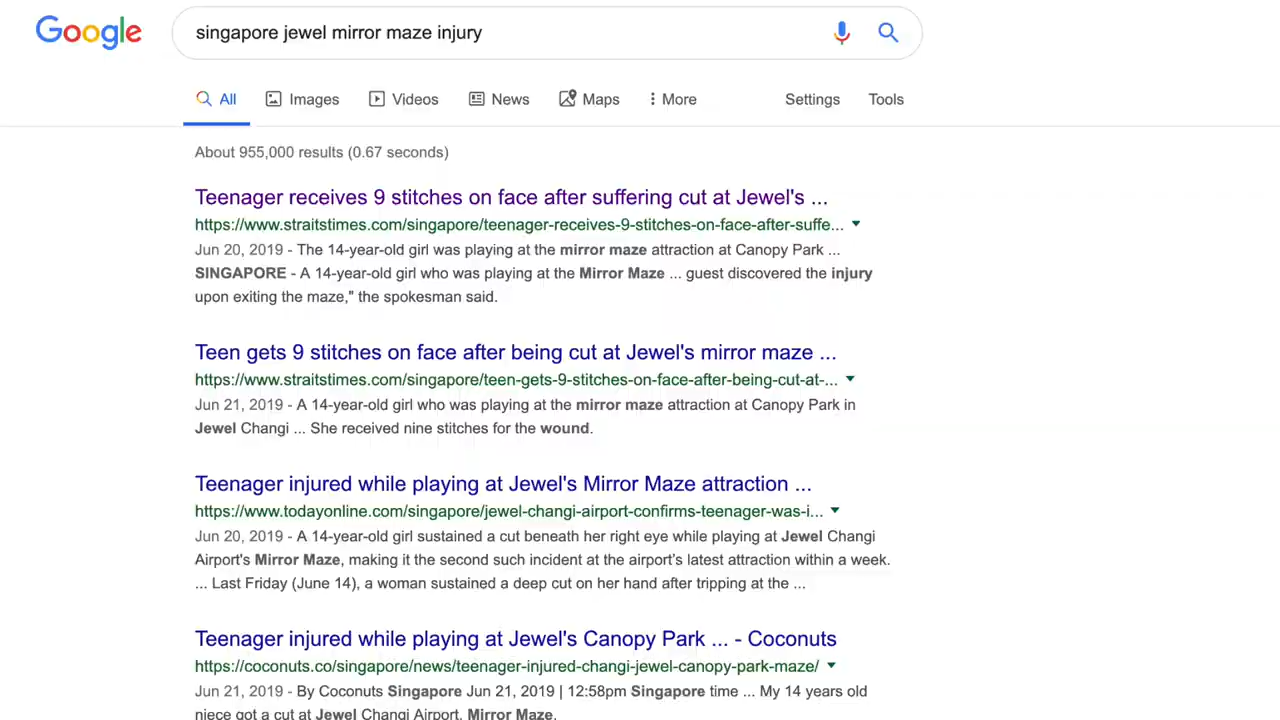 Google
singapore jewel mirror maze injury
All Images Videos News Maps More Settings Tools
About 955,000 results (0.67 seconds)
Teenager receives 9 stitches on face after suffering cut at Jewel's ...
https://www.straitstimes.com/singapore/teenager-receives-9-stitches-on-face-after-suffe...
Jun 20, 2019 - The 14-year-old girl was playing at the mirror maze attraction at Canopy Park ...
SINGAPORE - A 14-year-old girl who was playing at the Mirror Maze ... guest discovered the injury
upon exiting the maze," the spokesman said.
Teen gets 9 stitches on face after being cut at Jewel's mirror maze ...
https://www.straitstimes.com/singapore/teen-gets-9-stitches-on-face-after-being-cut-at-...
Jun 21, 2019 - A 14-year-old girl who was playing at the mirror maze attraction at Canopy Park in
Jewel Changi ... She received nine stitches for the wound.
Teenager injured while playing at Jewel's Mirror Maze attraction ...
https://www.todayonline.com/singapore/jewel-changi-airport-confirms-teenager-was-i...
Jun 20, 2019 - A 14-year-old girl sustained a cut beneath her right eye while playing at Jewel Changi
Airport's Mirror Maze, making it the second such incident at the airport's latest attraction within a week.
... Last Friday (June 14), a woman sustained a deep cut on her hand after tripping at the ...
Teenager injured while playing at Jewel's Canopy Park ... - Coconuts
https://coconuts.co/singapore/news/teenager-injured-changi-jewel-canopy-park-maze/
Jun 21, 2019 - By Coconuts Singapore Jun 21, 2019 | 12:58pm Singapore time ... My 14 years old
niece got a cut at Jewel Changi Airport, Mirror Maze.